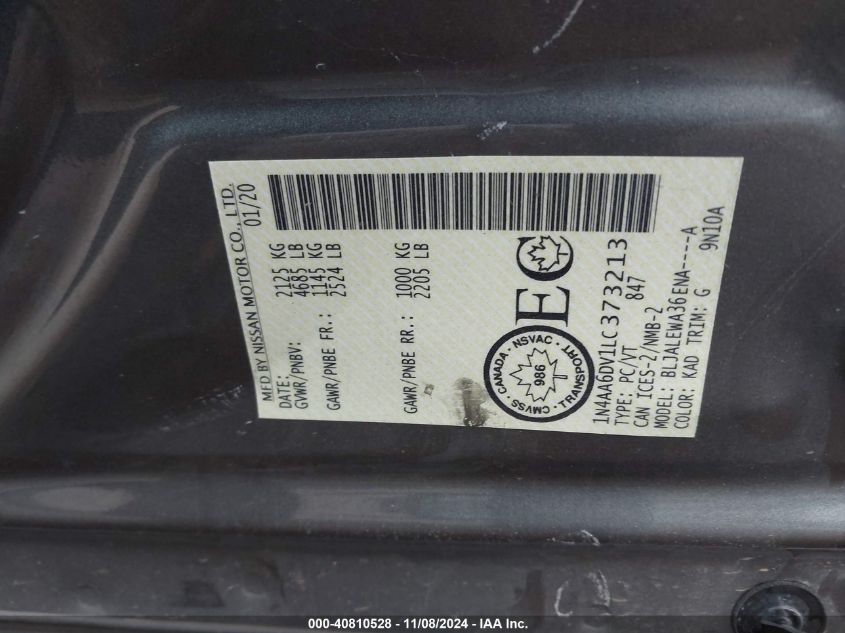 MFD BY NISSAN MOTOR CO., LTD.
DATE: 01/20
GVWR/PNBV: 2125 KG
4685 LB
GAWR/PNBE FR.: 1145 KG
2524 LB
GAWR/PNBE RR.: 1000 KG
2205 LB
EC
CANADA · NSVAC · TRANSPORT · CMVSS ·
986
1N4AA6DV1LC373213
TYPE: PC/VT 847
CAN ICES-2/NMB-2
MODEL: BLJALEWA36ENA----A
COLOR: KAD TRIM: G 9N10A
000-40810528 - 11/08/2024 - IAA Inc.